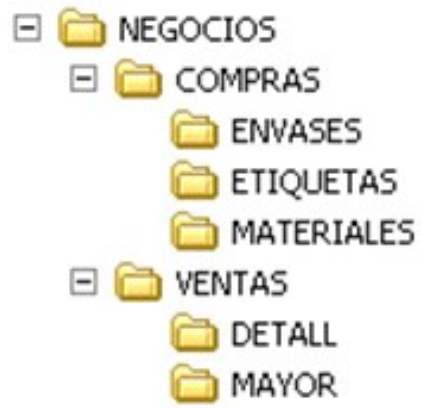 NEGOCIOS
COMPRAS
ENVASES
ETIQUETAS
MATERIALES
VENTAS
DETALL
MAYOR